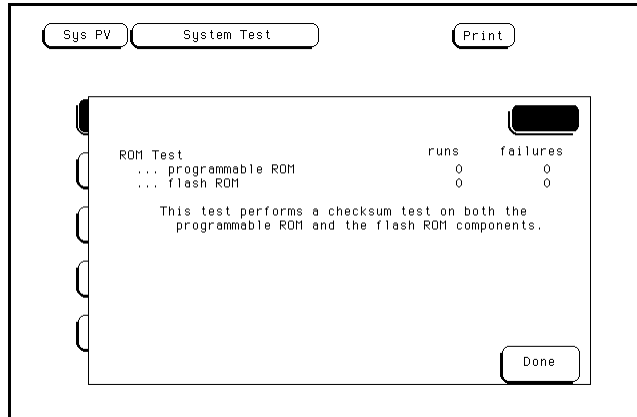 Sys PV System Test Print
ROM Test runs failures
... programmable ROM 0 0
... flash ROM 0 0
This test performs a checksum test on both the
programmable ROM and the flash ROM components.
Done